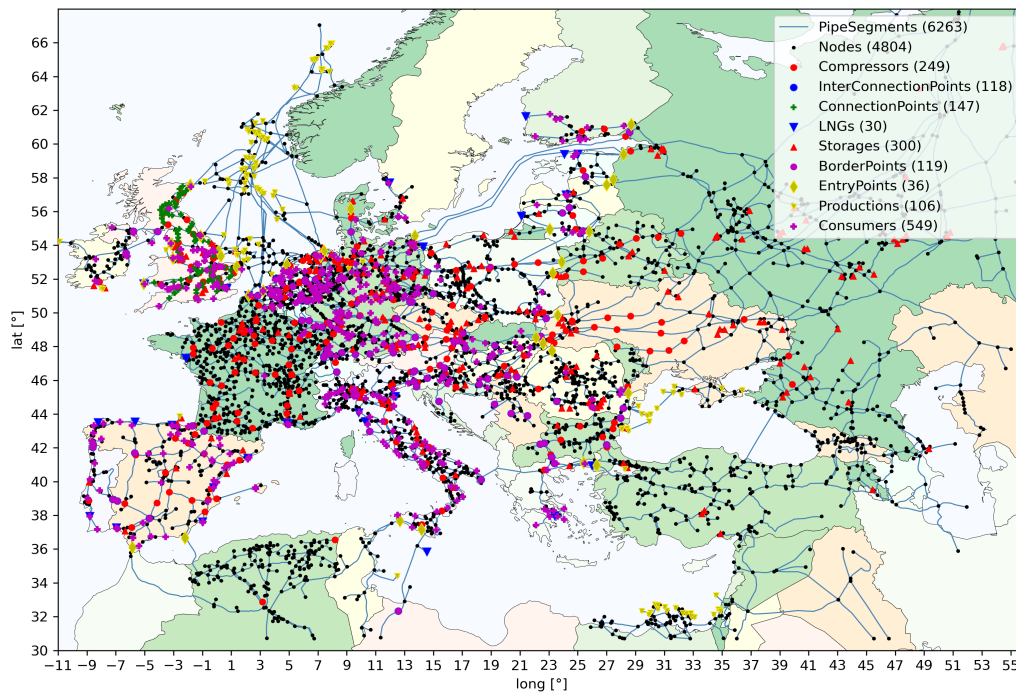 66
64
62
60
58
56
54
52
50
48
46
44
42
40
38
36
34
32
30
lat [°]
PipeSegments (6263)
Nodes (4804)
Compressors (249)
InterConnectionPoints (118)
ConnectionPoints (147)
LNGs (30)
Storages (300)
BorderPoints (119)
EntryPoints (36)
Productions (106)
Consumers (549)
−11 −9 −7 −5 −3 −1 1 3 5 7 9 11 13 15 17 19 21 23 25 27 29 31 33 35 37 39 41 43 45 47 49 51 53 55
long [°]